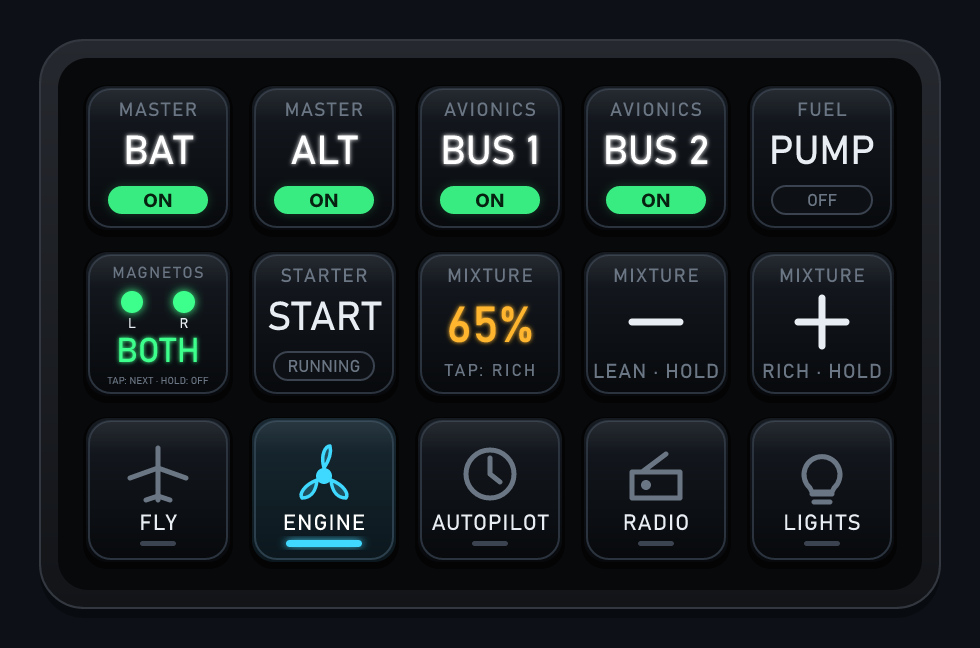 MASTER
BAT
ON
MASTER
ALT
ON
AVIONICS
BUS 1
ON
AVIONICS
BUS 2
ON
FUEL
PUMP
OFF
MAGNETOS
L R
BOTH
TAP: NEXT · HOLD: OFF
STARTER
START
RUNNING
MIXTURE
65%
TAP: RICH
MIXTURE
LEAN · HOLD
MIXTURE
RICH · HOLD
FLY
ENGINE
AUTOPILOT
RADIO
LIGHTS